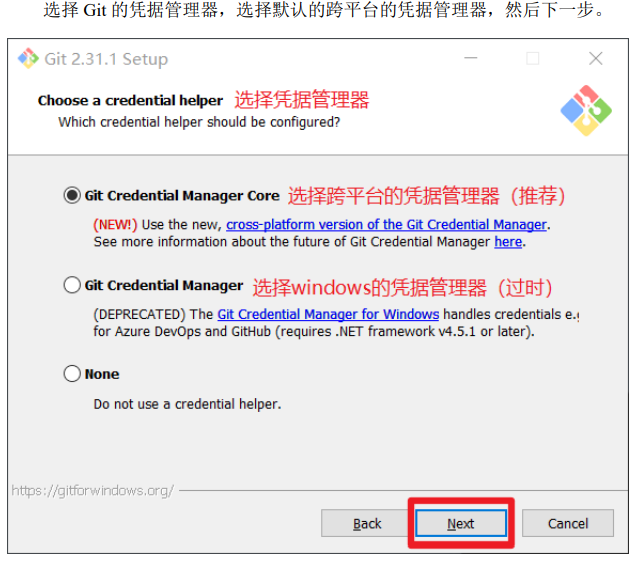 选择 Git 的凭据管理器，选择默认的跨平台的凭据管理器，然后下一步。
Git 2.31.1 Setup
Choose a credential helper 选择凭据管理器
Which credential helper should be configured?
Git Credential Manager Core 选择跨平台的凭据管理器（推荐）
(NEW!) Use the new, cross-platform version of the Git Credential Manager.
See more information about the future of Git Credential Manager here.
Git Credential Manager 选择windows的凭据管理器（过时）
(DEPRECATED) The Git Credential Manager for Windows handles credentials e.g
for Azure DevOps and GitHub (requires .NET framework v4.5.1 or later).
None
Do not use a credential helper.
https://gitforwindows.org/
Back Next Cancel